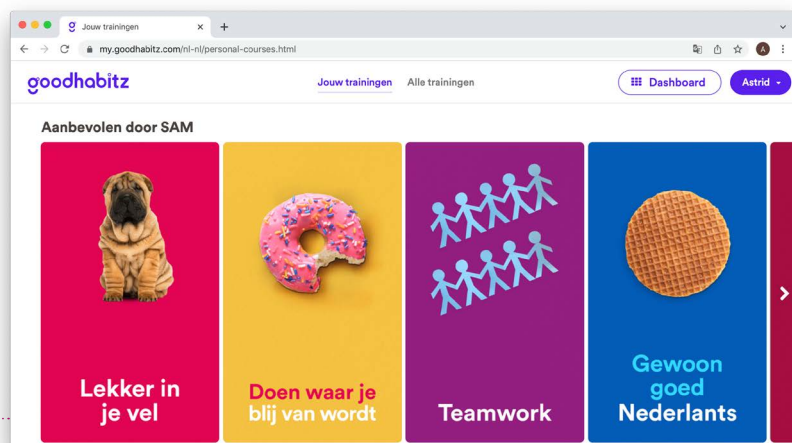 Jouw trainingen
my.goodhabitz.com/nl-nl/personal-courses.html
A
goodhabitz
Jouw trainingen
Alle trainingen
Dashboard
Astrid
Aanbevolen door SAM
Lekker in
je vel
Doen waar je
blij van wordt
Teamwork
Gewoon
goed
Nederlants